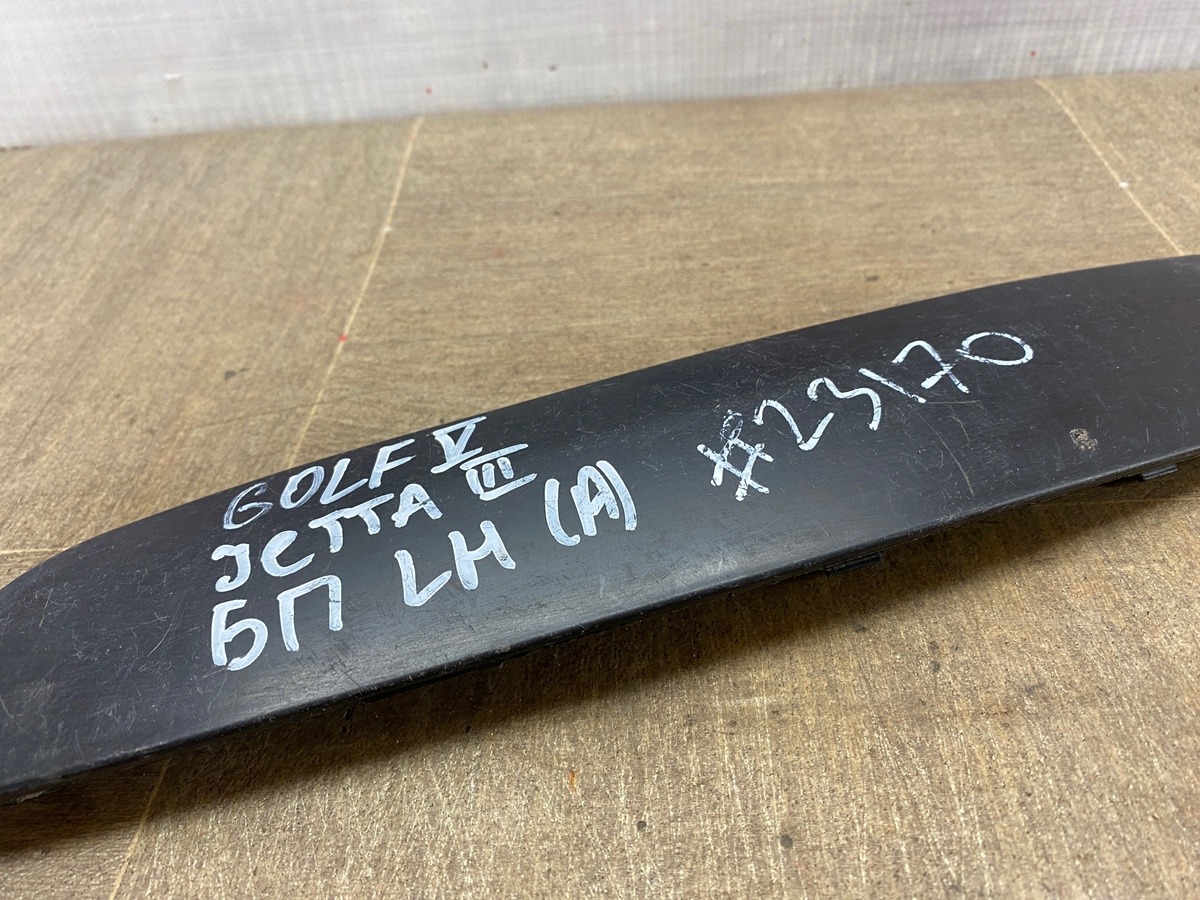 GOLF V
JETTA III
БП LH (A)
#23170